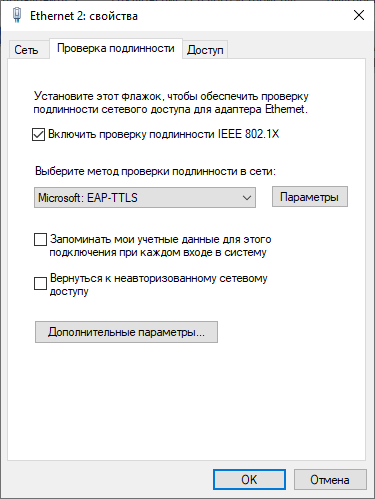 Ethernet 2: свойства
Сеть
Проверка подлинности
Доступ
Установите этот флажок, чтобы обеспечить проверку
подлинности сетевого доступа для адаптера Ethernet.
Включить проверку подлинности IEEE 802.1X
Выберите метод проверки подлинности в сети:
Microsoft: EAP-TTLS
Параметры
Запоминать мои учетные данные для этого
подключения при каждом входе в систему
Вернуться к неавторизованному сетевому
доступу
Дополнительные параметры...
OK
Отмена